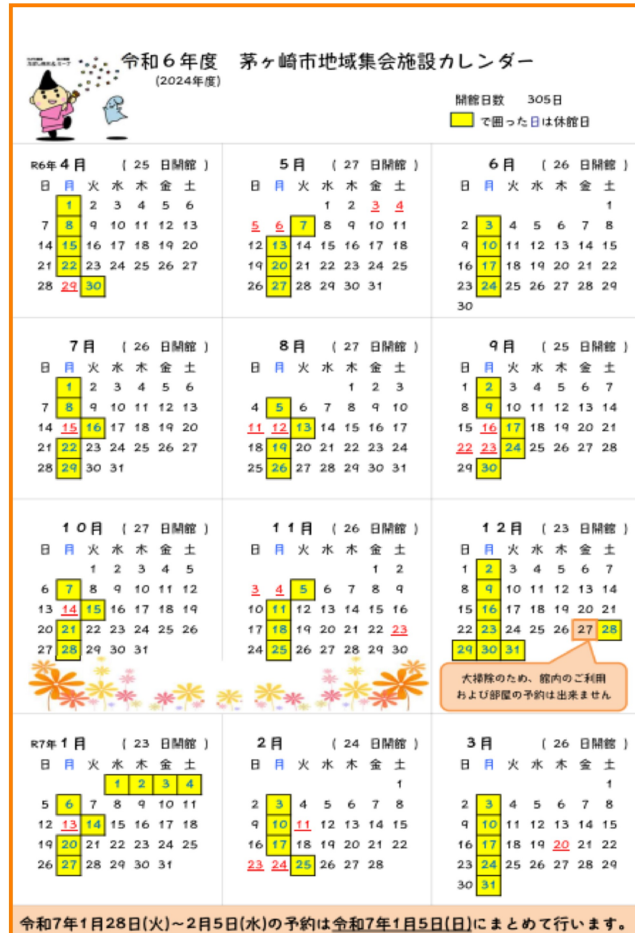 令和6年度 茅ヶ崎市地域集会施設カレンダー
(2024年度)
開館日数 305日
で囲った日は休館日
R6年4月 ( 25 日開館 )
日 月 火 水 木 金 土
1 2 3 4 5 6
7 8 9 10 11 12 13
14 15 16 17 18 19 20
21 22 23 24 25 26 27
28 29 30
5月 ( 27 日開館 )
日 月 火 水 木 金 土
1 2 3 4
5 6 7 8 9 10 11
12 13 14 15 16 17 18
19 20 21 22 23 24 25
26 27 28 29 30 31
6月 ( 26 日開館 )
日 月 火 水 木 金 土
1
2 3 4 5 6 7 8
9 10 11 12 13 14 15
16 17 18 19 20 21 22
23 24 25 26 27 28 29
30
7月 ( 26 日開館 )
日 月 火 水 木 金 土
1 2 3 4 5 6
7 8 9 10 11 12 13
14 15 16 17 18 19 20
21 22 23 24 25 26 27
28 29 30 31
8月 ( 27 日開館 )
日 月 火 水 木 金 土
1 2 3
4 5 6 7 8 9 10
11 12 13 14 15 16 17
18 19 20 21 22 23 24
25 26 27 28 29 30 31
9月 ( 25 日開館 )
日 月 火 水 木 金 土
1 2 3 4 5 6 7
8 9 10 11 12 13 14
15 16 17 18 19 20 21
22 23 24 25 26 27 28
29 30
10月 ( 27 日開館 )
日 月 火 水 木 金 土
1 2 3 4 5
6 7 8 9 10 11 12
13 14 15 16 17 18 19
20 21 22 23 24 25 26
27 28 29 30 31
11月 ( 26 日開館 )
日 月 火 水 木 金 土
1 2
3 4 5 6 7 8 9
10 11 12 13 14 15 16
17 18 19 20 21 22 23
24 25 26 27 28 29 30
12月 ( 23 日開館 )
日 月 火 水 木 金 土
1 2 3 4 5 6 7
8 9 10 11 12 13 14
15 16 17 18 19 20 21
22 23 24 25 26 27 28
29 30 31
大掃除のため、館内のご利用
および部屋の予約は出来ません
R7年1月 ( 23 日開館 )
日 月 火 水 木 金 土
1 2 3 4
5 6 7 8 9 10 11
12 13 14 15 16 17 18
19 20 21 22 23 24 25
26 27 28 29 30 31
2月 ( 24 日開館 )
日 月 火 水 木 金 土
1
2 3 4 5 6 7 8
9 10 11 12 13 14 15
16 17 18 19 20 21 22
23 24 25 26 27 28
3月 ( 26 日開館 )
日 月 火 水 木 金 土
1
2 3 4 5 6 7 8
9 10 11 12 13 14 15
16 17 18 19 20 21 22
23 24 25 26 27 28 29
30 31
令和7年1月28日(火)~2月5日(水)の予約は令和7年1月5日(日)にまとめて行います。